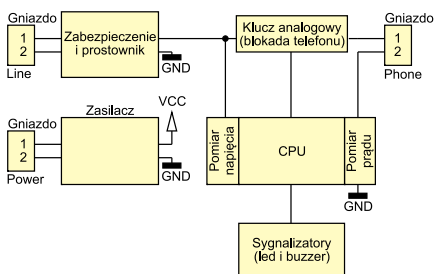 Gniazdo
1
2
Line
Zabezpieczenie
i prostownik
GND
Klucz analogowy
(blokada telefonu)
Gniazdo
1
2
Phone
Gniazdo
1
2
Power
Zasilacz
VCC
GND
Pomiar
napięcia
CPU
Pomiar
prądu
GND
Sygnalizatory
(led i buzzer)